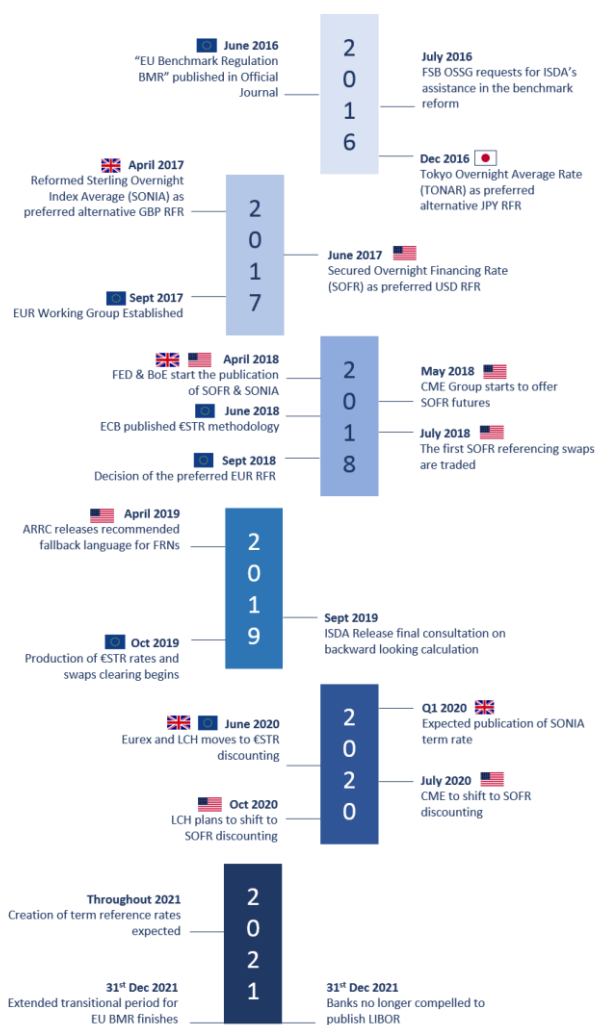 June 2016
“EU Benchmark Regulation
BMR” published in Official
Journal
2
0
1
6
July 2016
FSB OSSG requests for ISDA’s
assistance in the benchmark
reform
Dec 2016
Tokyo Overnight Average Rate
(TONAR) as preferred
alternative JPY RFR
April 2017
Reformed Sterling Overnight
Index Average (SONIA) as
preferred alternative GBP RFR
2
0
1
7
June 2017
Secured Overnight Financing Rate
(SOFR) as preferred USD RFR
Sept 2017
EUR Working Group Established
April 2018
FED & BoE start the publication
of SOFR & SONIA
2
0
1
8
May 2018
CME Group starts to offer
SOFR futures
June 2018
ECB published €STR methodology
July 2018
The first SOFR referencing swaps
are traded
Sept 2018
Decision of the preferred EUR RFR
April 2019
ARRC releases recommended
fallback language for FRNs
2
0
1
9
Sept 2019
ISDA Release final consultation on
backward looking calculation
Oct 2019
Production of €STR rates and
swaps clearing begins
Q1 2020
Expected publication of SONIA
term rate
2
0
2
0
June 2020
Eurex and LCH moves to €STR
discounting
July 2020
CME to shift to SOFR
discounting
Oct 2020
LCH plans to shift to
SOFR discounting
Throughout 2021
Creation of term reference rates
expected
2
0
2
1
31st Dec 2021
Extended transitional period for
EU BMR finishes
31st Dec 2021
Banks no longer compelled to
publish LIBOR